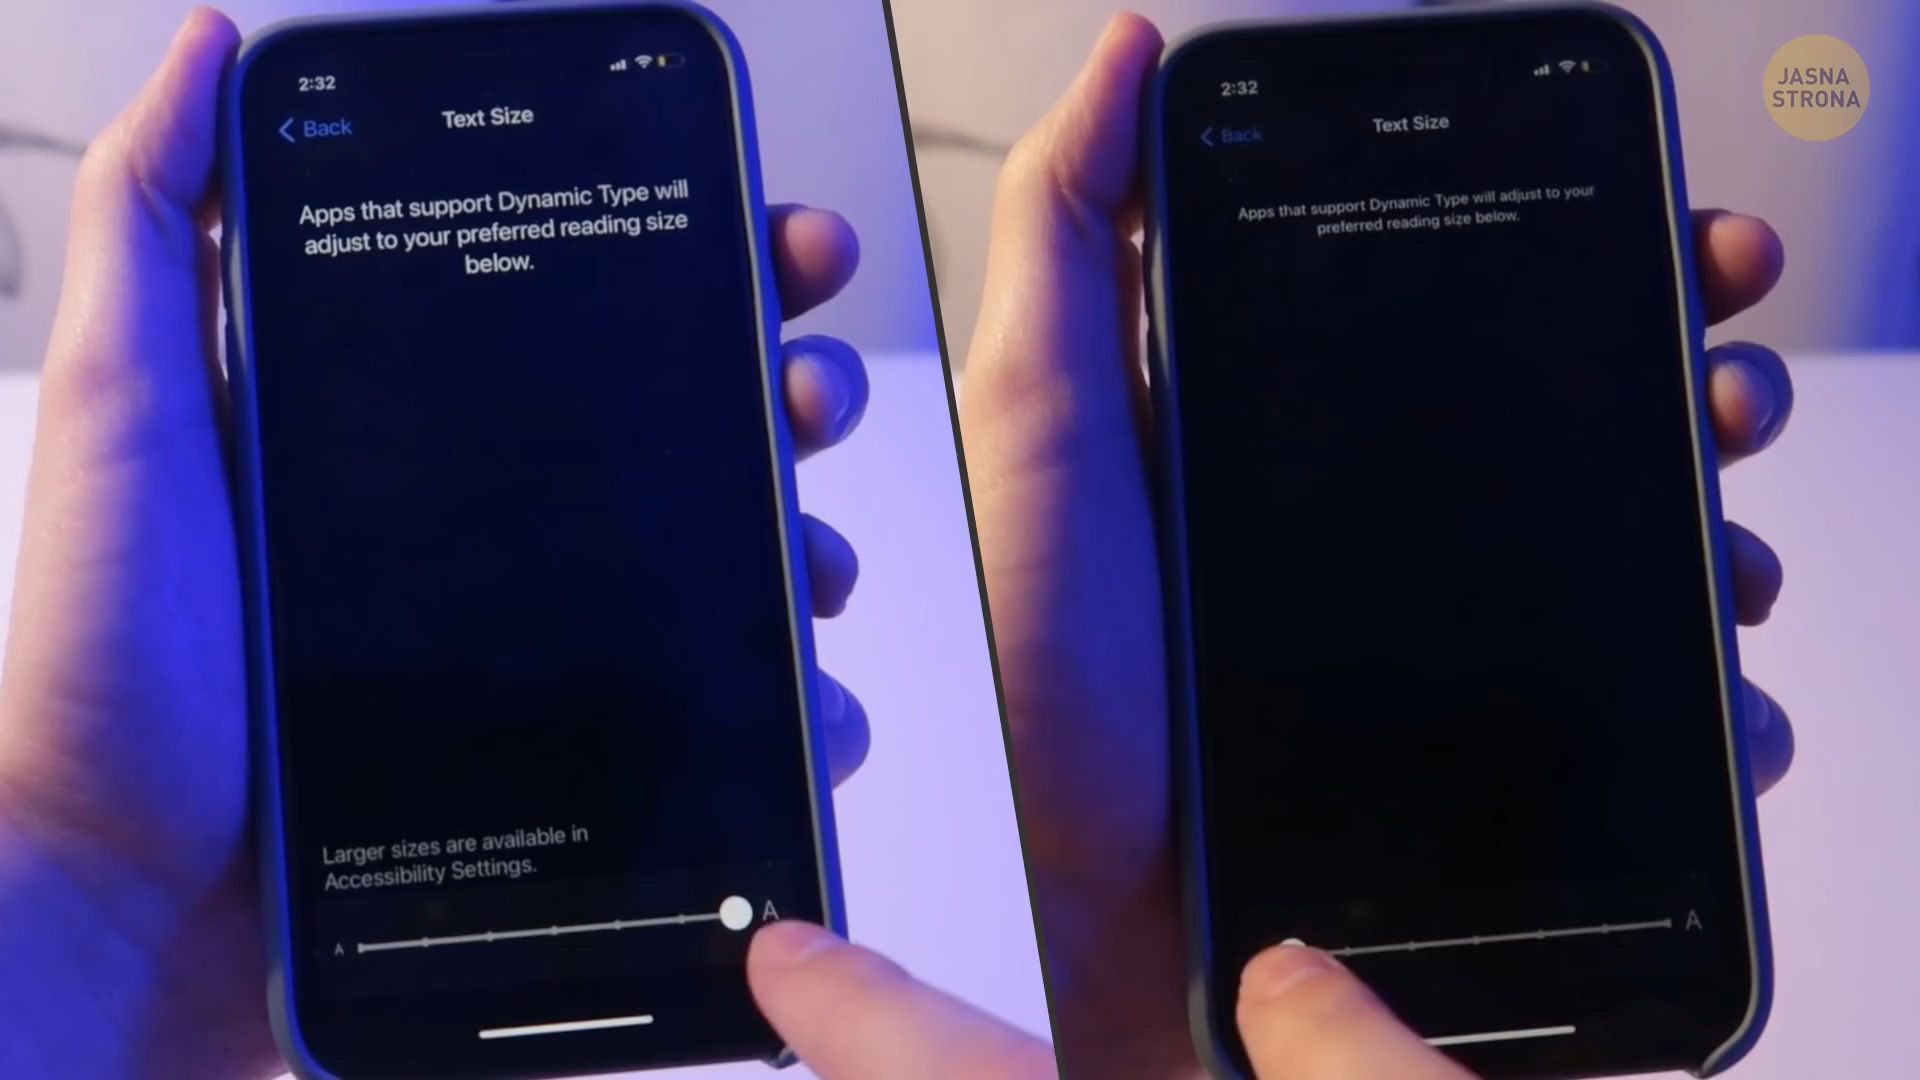 2:32
Back
Text Size
Apps that support Dynamic Type will
adjust to your preferred reading size
below.
Larger sizes are available in
Accessibility Settings.
A
A
2:32
Back
Text Size
Apps that support Dynamic Type will adjust to your
preferred reading size below.
A
JASNA
STRONA